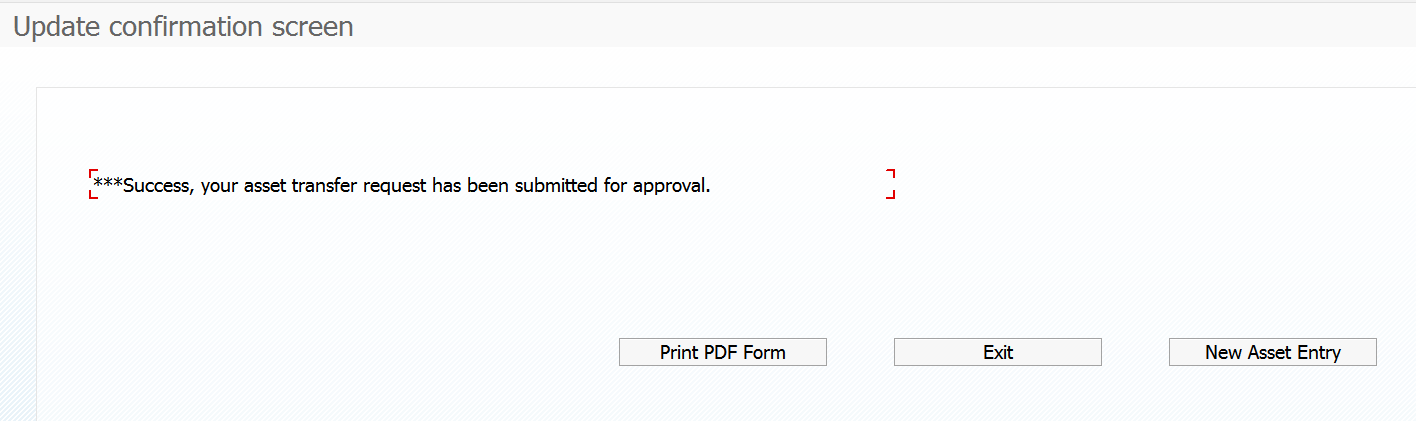 Update confirmation screen
***Success, your asset transfer request has been submitted for approval.
Print PDF Form
Exit
New Asset Entry